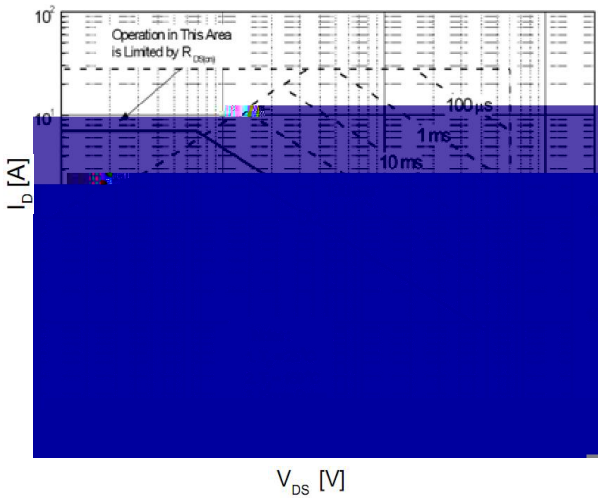 10²
Operation in This Area
is Limited by R DS(on)
100 μs
10¹
1 ms
10 ms
I_D [A]
V_DS [V]